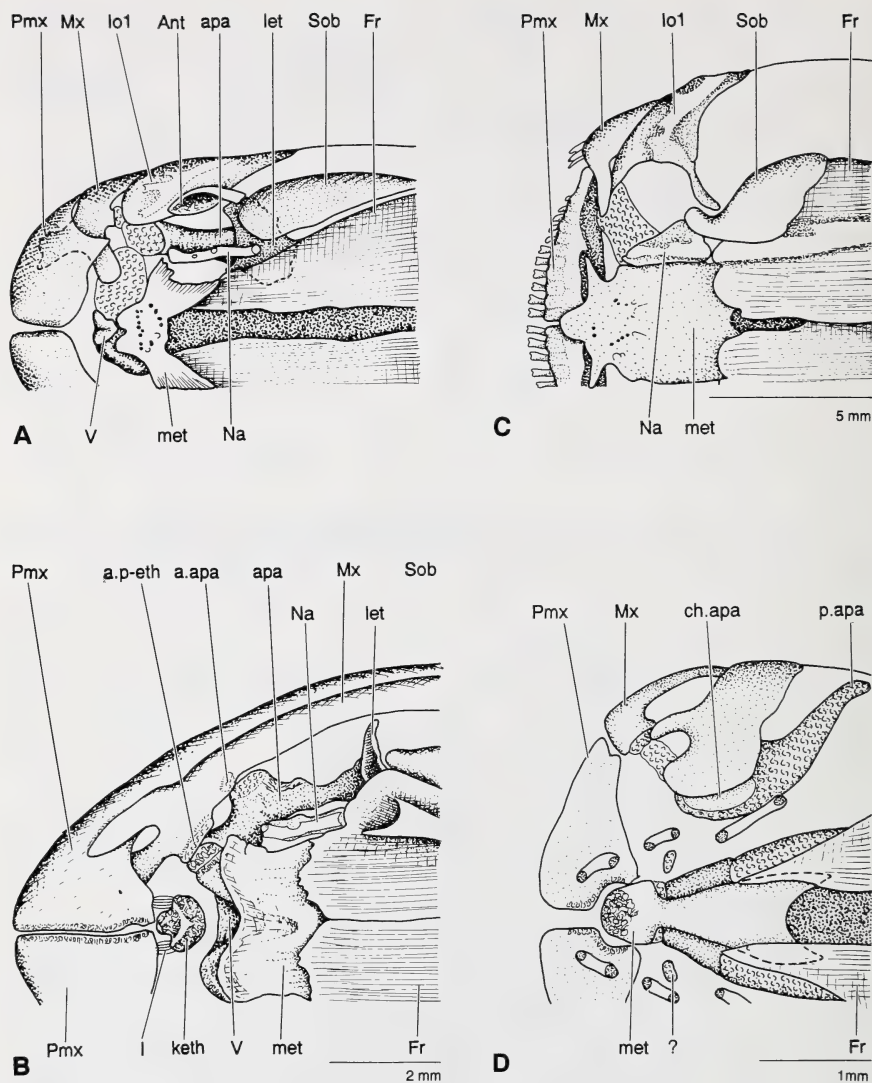 Pmx Mx Io1 Ant apa let Sob Fr
V met Na
A
Pmx Mx Io1 Sob Fr
Na met
5 mm
C
Pmx a.p-eth a.apa apa Mx Sob
Na let
Pmx I keth V met Fr
2 mm
B
Pmx Mx ch.apa p.apa
met ? Fr
1mm
D